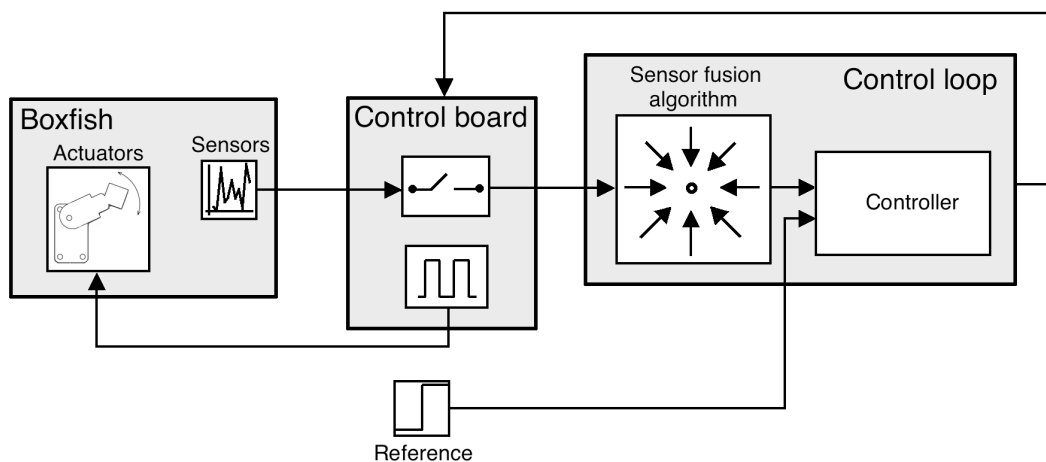 Sensor fusion
algorithm
Control loop
Boxfish
Control board
Actuators
Sensors
Controller
Reference